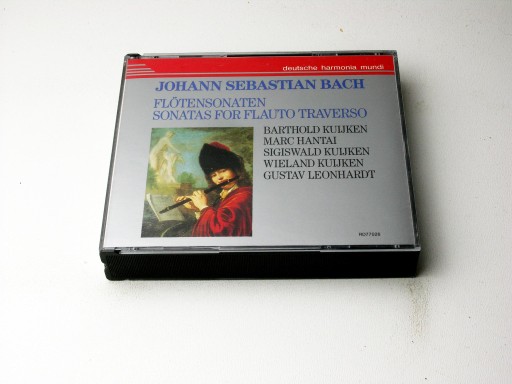 deutsche harmonia mundi
JOHANN SEBASTIAN BACH
FLÖTENSONATEN
SONATAS FOR FLAUTO TRAVERSO
BARTHOLD KUIJKEN
MARC HANTAI
SIGISWALD KUIJKEN
WIELAND KUIJKEN
GUSTAV LEONHARDT
RD77026